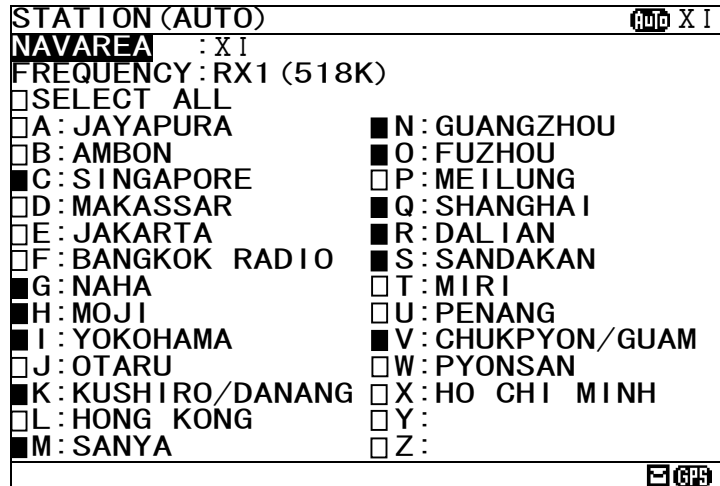 STATION(AUTO) Auto XI
NAVAREA :XI
FREQUENCY:RX1(518K)
□SELECT ALL
□A:JAYAPURA ■N:GUANGZHOU
□B:AMBON ■O:FUZHOU
■C:SINGAPORE □P:MEILUNG
□D:MAKASSAR ■Q:SHANGHAI
□E:JAKARTA ■R:DALIAN
□F:BANGKOK RADIO ■S:SANDAKAN
■G:NAHA □T:MIRI
■H:MOJI □U:PENANG
■I:YOKOHAMA ■V:CHUKPYON/GUAM
□J:OTARU □W:PYONSAN
■K:KUSHIRO/DANANG □X:HO CHI MINH
□L:HONG KONG □Y:
■M:SANYA □Z:
GPS